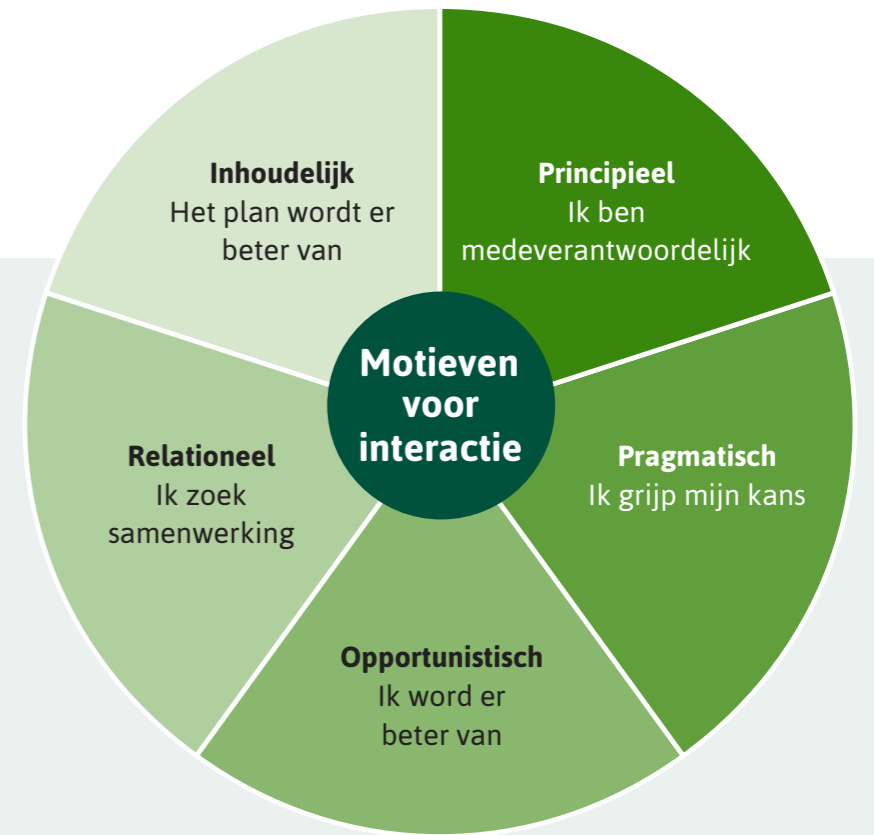 Motieven
voor
interactie
Principieel
Ik ben
medeverantwoordelijk
Pragmatisch
Ik grijp mijn kans
Opportunistisch
Ik word er
beter van
Relationeel
Ik zoek
samenwerking
Inhoudelijk
Het plan wordt er
beter van